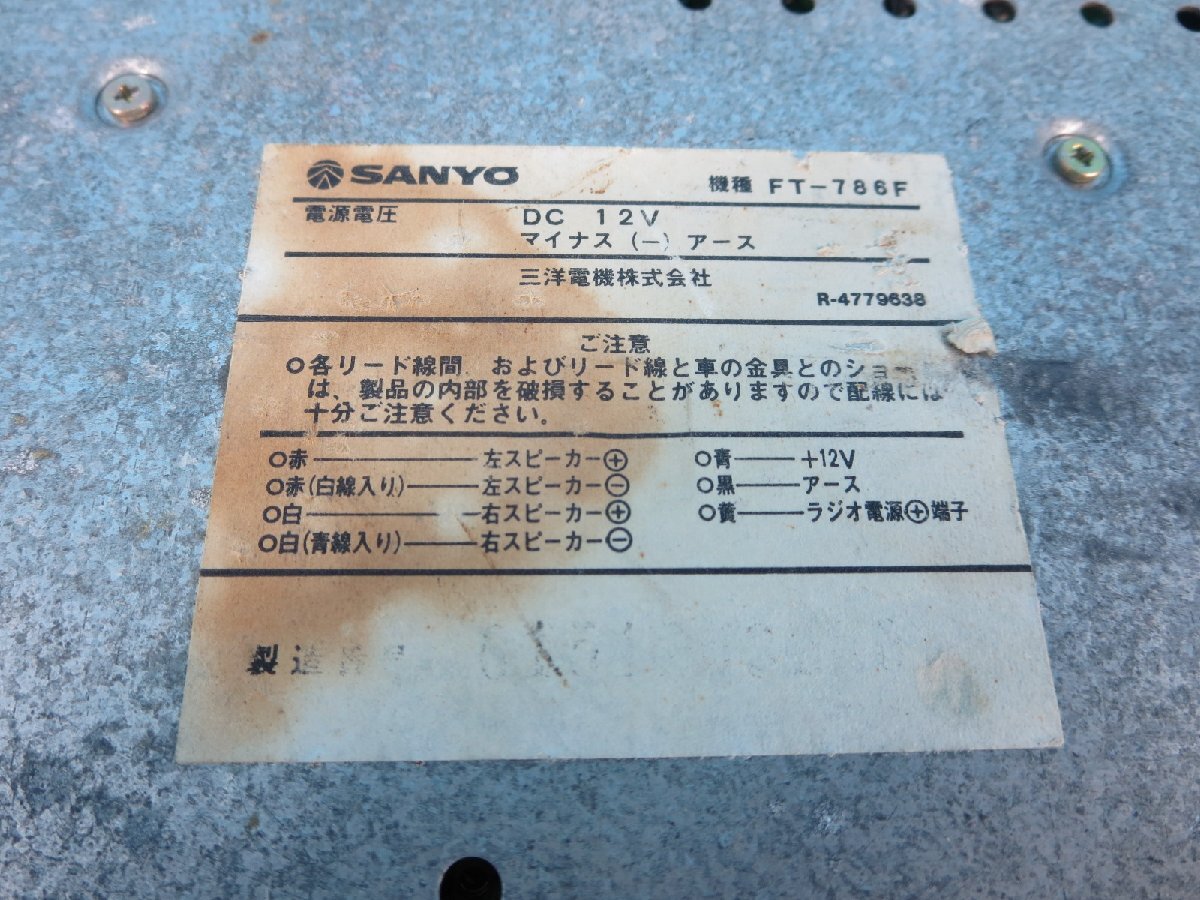 SANYO 機種 FT-786F
電源電圧 DC 12V
マイナス (−) アース
三洋電機株式会社
R-4779638
ご注意
○各リード線間 およびリード線と車の金具とのショ
は、製品の内部を破損することがありますので配線には
十分ご注意ください。
○赤 左スピーカー⊕ ○青 +12V
○赤(白線入り) 左スピーカー⊖ ○黒 アース
○白 右スピーカー⊕ ○黄 ラジオ電源⊕端子
○白(青線入り) 右スピーカー⊖
製造